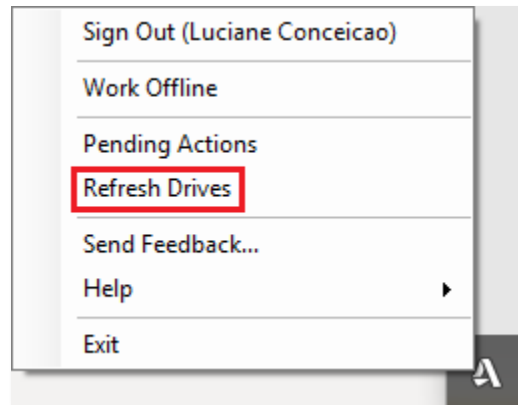 Sign Out (Luciane Conceicao)
Work Offline
Pending Actions
Refresh Drives
Send Feedback...
Help
Exit